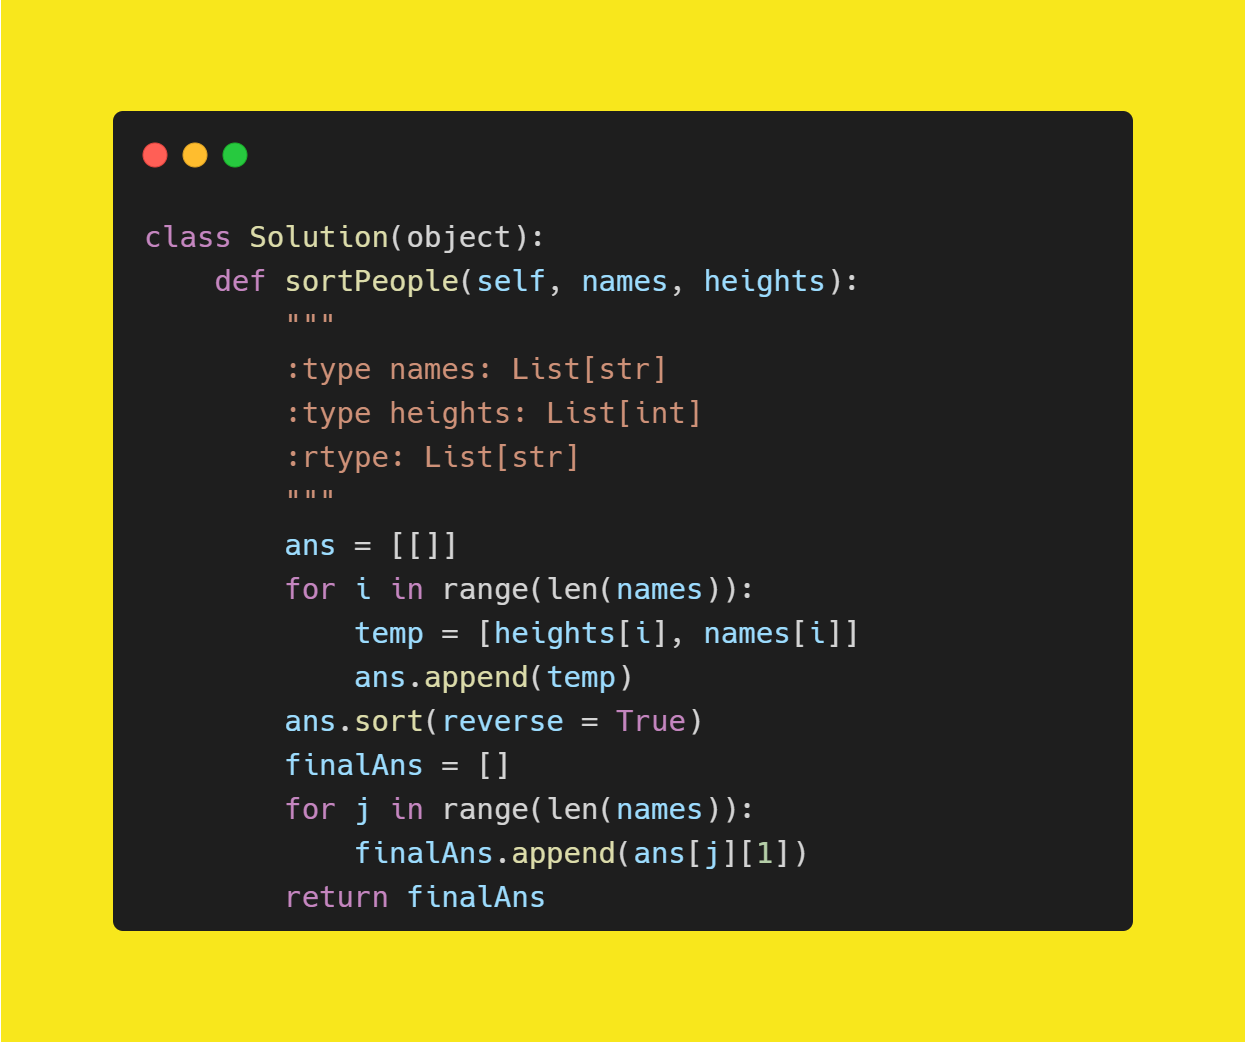 class Solution(object):
    def sortPeople(self, names, heights):
        """
        :type names: List[str]
        :type heights: List[int]
        :rtype: List[str]
        """
        ans = [[]]
        for i in range(len(names)):
            temp = [heights[i], names[i]]
            ans.append(temp)
        ans.sort(reverse = True)
        finalAns = []
        for j in range(len(names)):
            finalAns.append(ans[j][1])
        return finalAns